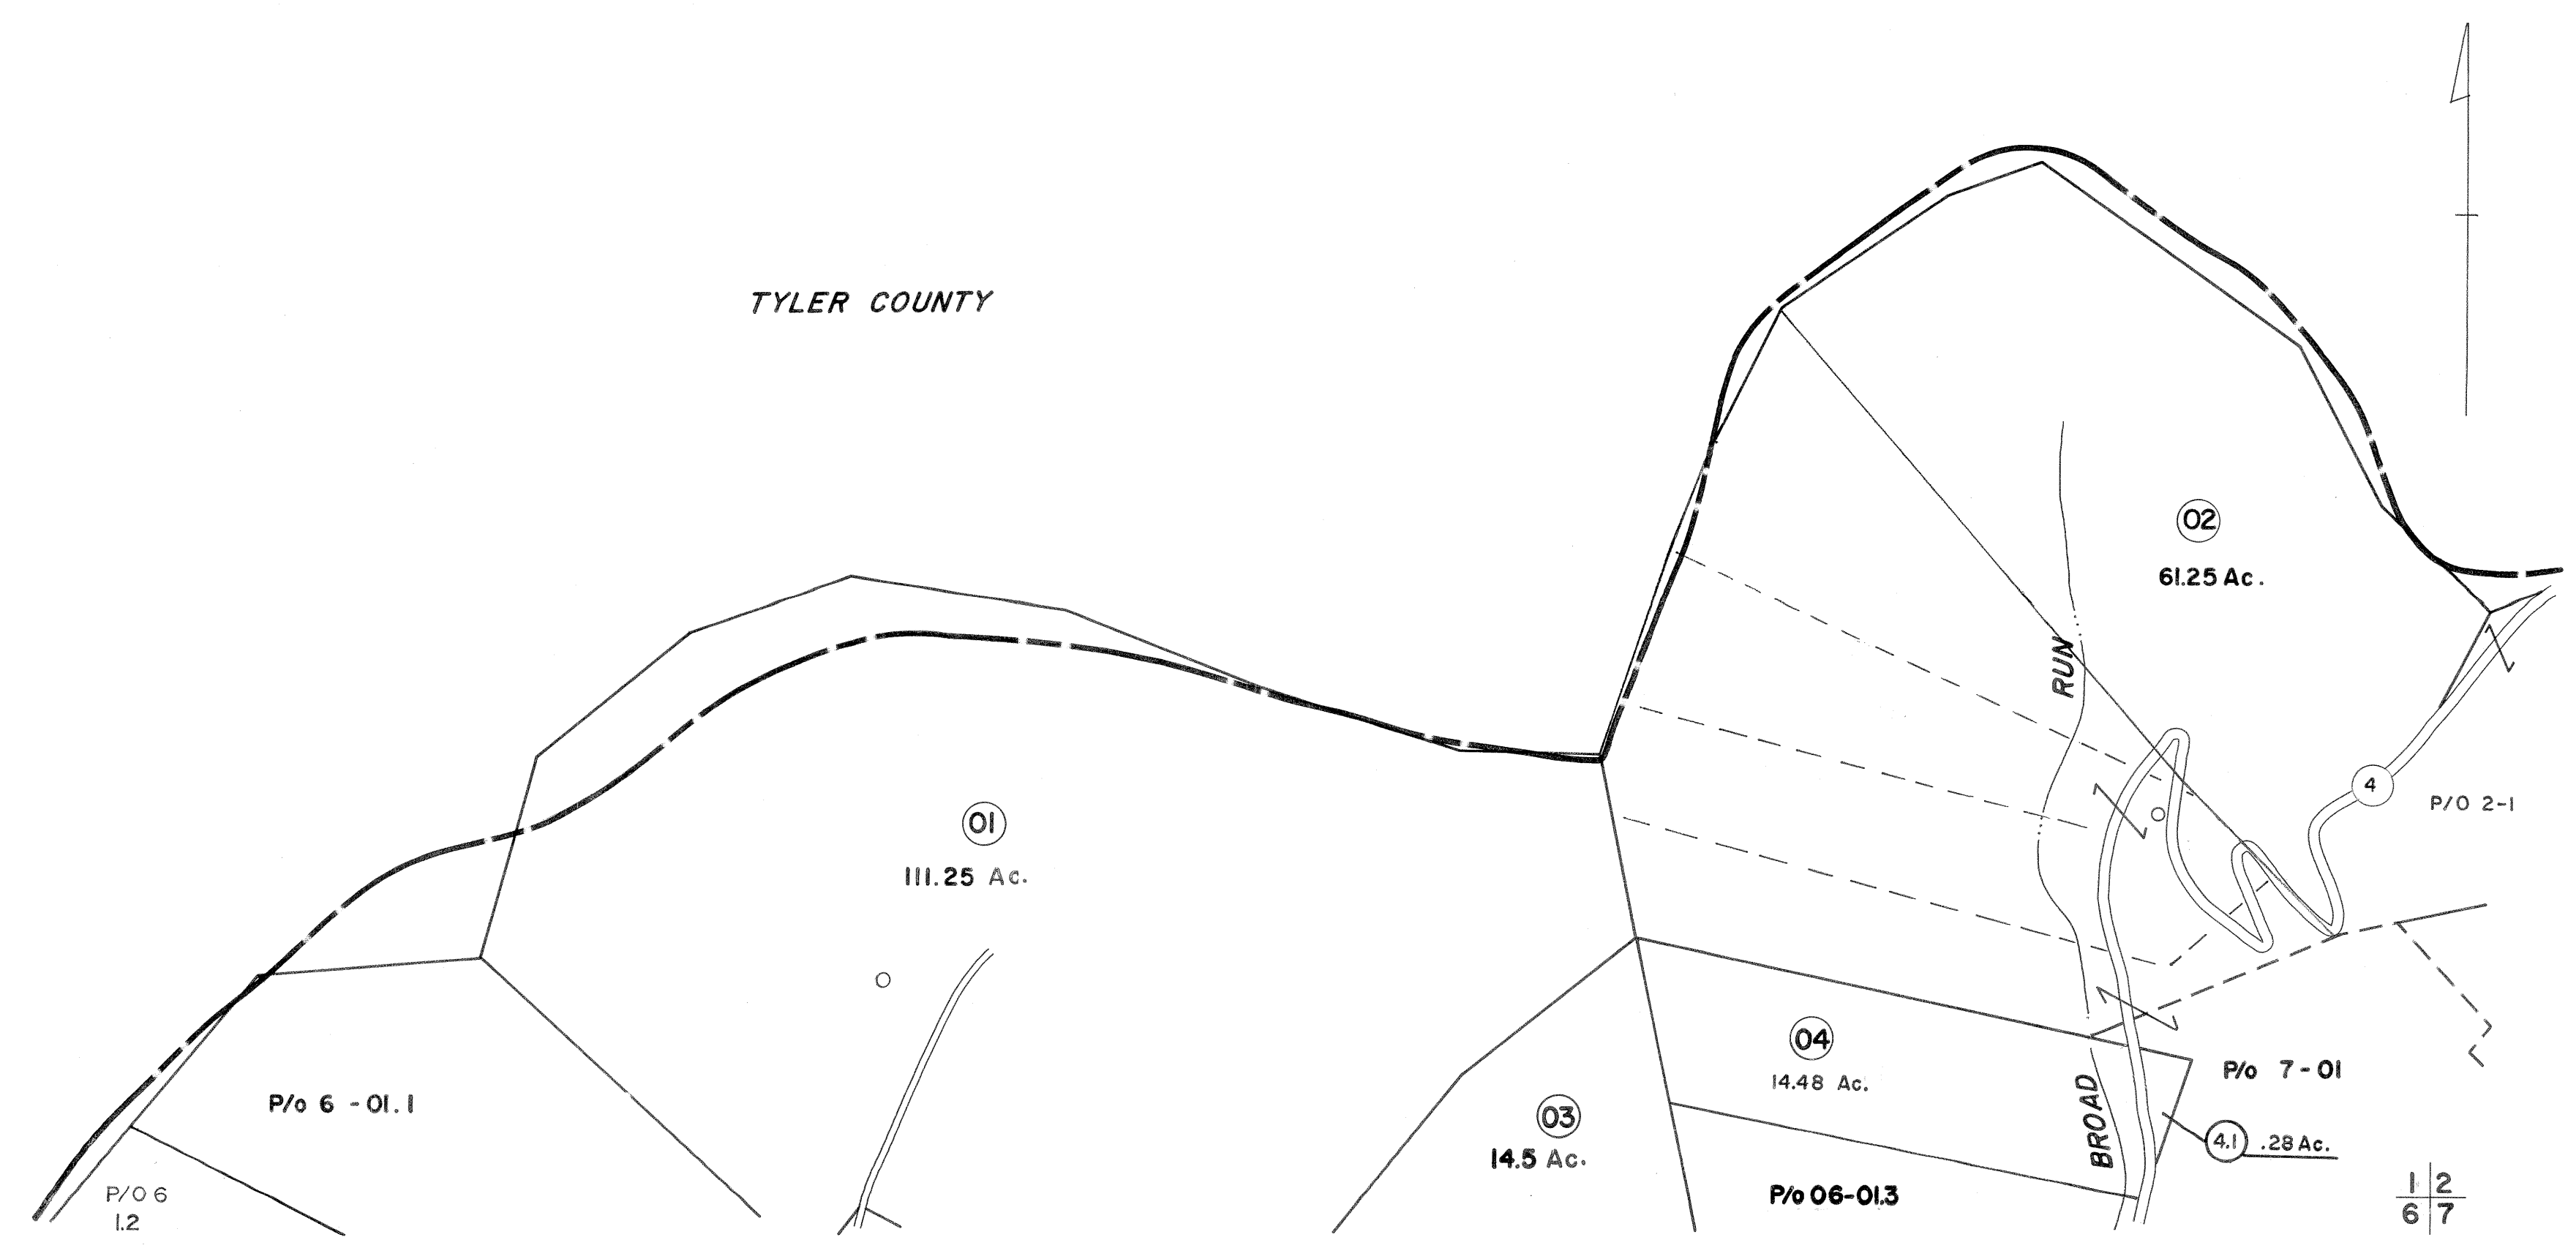 TYLER COUNTY
02
61.25 Ac.
RUN
4
P/O 2-1
01
111.25 Ac.
04
14.48 Ac.
P/o 7-01
P/o 6-01.1
03
14.5 Ac.
BROAD
4.1 .28 Ac.
P/O 6
1.2
P/o 06-01.3
1 2
6 7